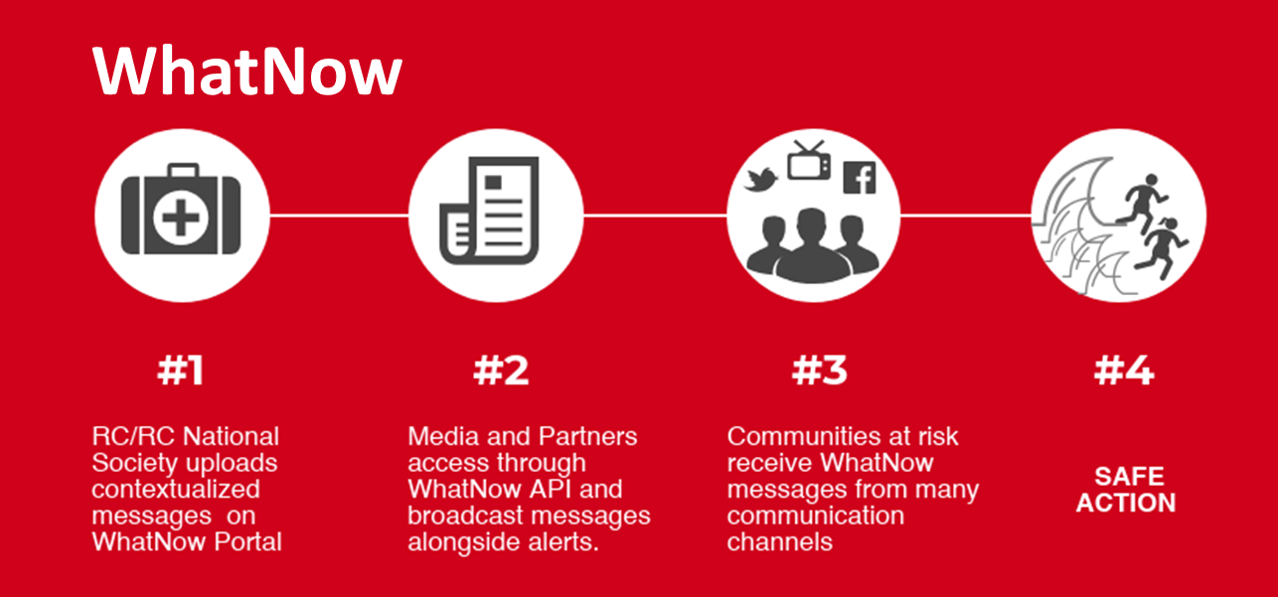 WhatNow
#1
RC/RC National
Society uploads
contextualized
messages on
WhatNow Portal
#2
Media and Partners
access through
WhatNow API and
broadcast messages
alongside alerts.
#3
Communities at risk
receive WhatNow
messages from many
communication
channels
#4
SAFE
ACTION